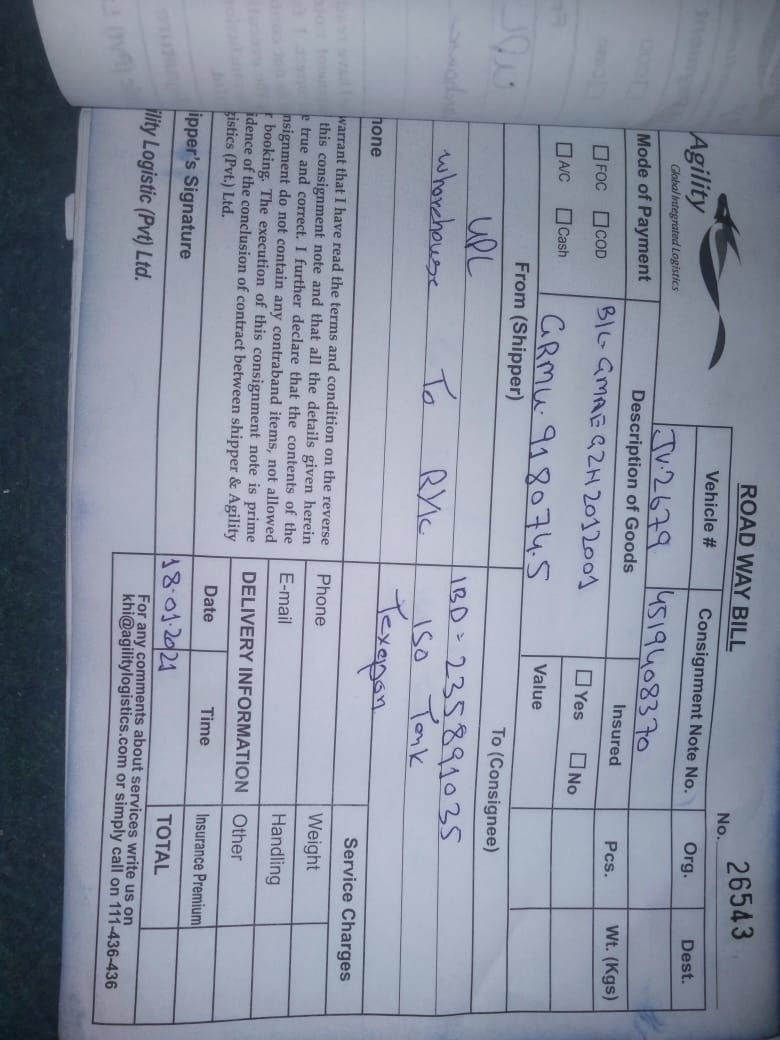 ROAD WAY BILL
No. 26543
Agility
Global Integrated Logistics
Vehicle #
Consignment Note No.
Org.
Dest.
JV.2679
4519408370
Mode of Payment
Description of Goods
Insured
Pcs.
Wt. (Kgs)
FOC
COD
A/C
Cash
B/L- GMAEGZH2012001
GRMU. 918074.5
Yes
No
Value
From (Shipper)
UPL
whorehouse To RYK
To (Consignee)
IBD = 235891035
ISO Tank
Texapan
hone
warrant that I have read the terms and condition on the reverse
this consignment note and that all the details given herein
e true and correct. I further declare that the contents of the
nsignment do not contain any contraband items, not allowed
r booking. The execution of this consignment note is prime
idence of the conclusion of contract between shipper & Agility
gistics (Pvt.) Ltd.
ipper's Signature
ility Logistic (Pvt) Ltd.
Phone
E-mail
DELIVERY INFORMATION
Date
Time
18.01.2021
Service Charges
Weight
Handling
Other
Insurance Premium
TOTAL
For any comments about services write us on
khi@agilitylogistics.com or simply call on 111-436-436